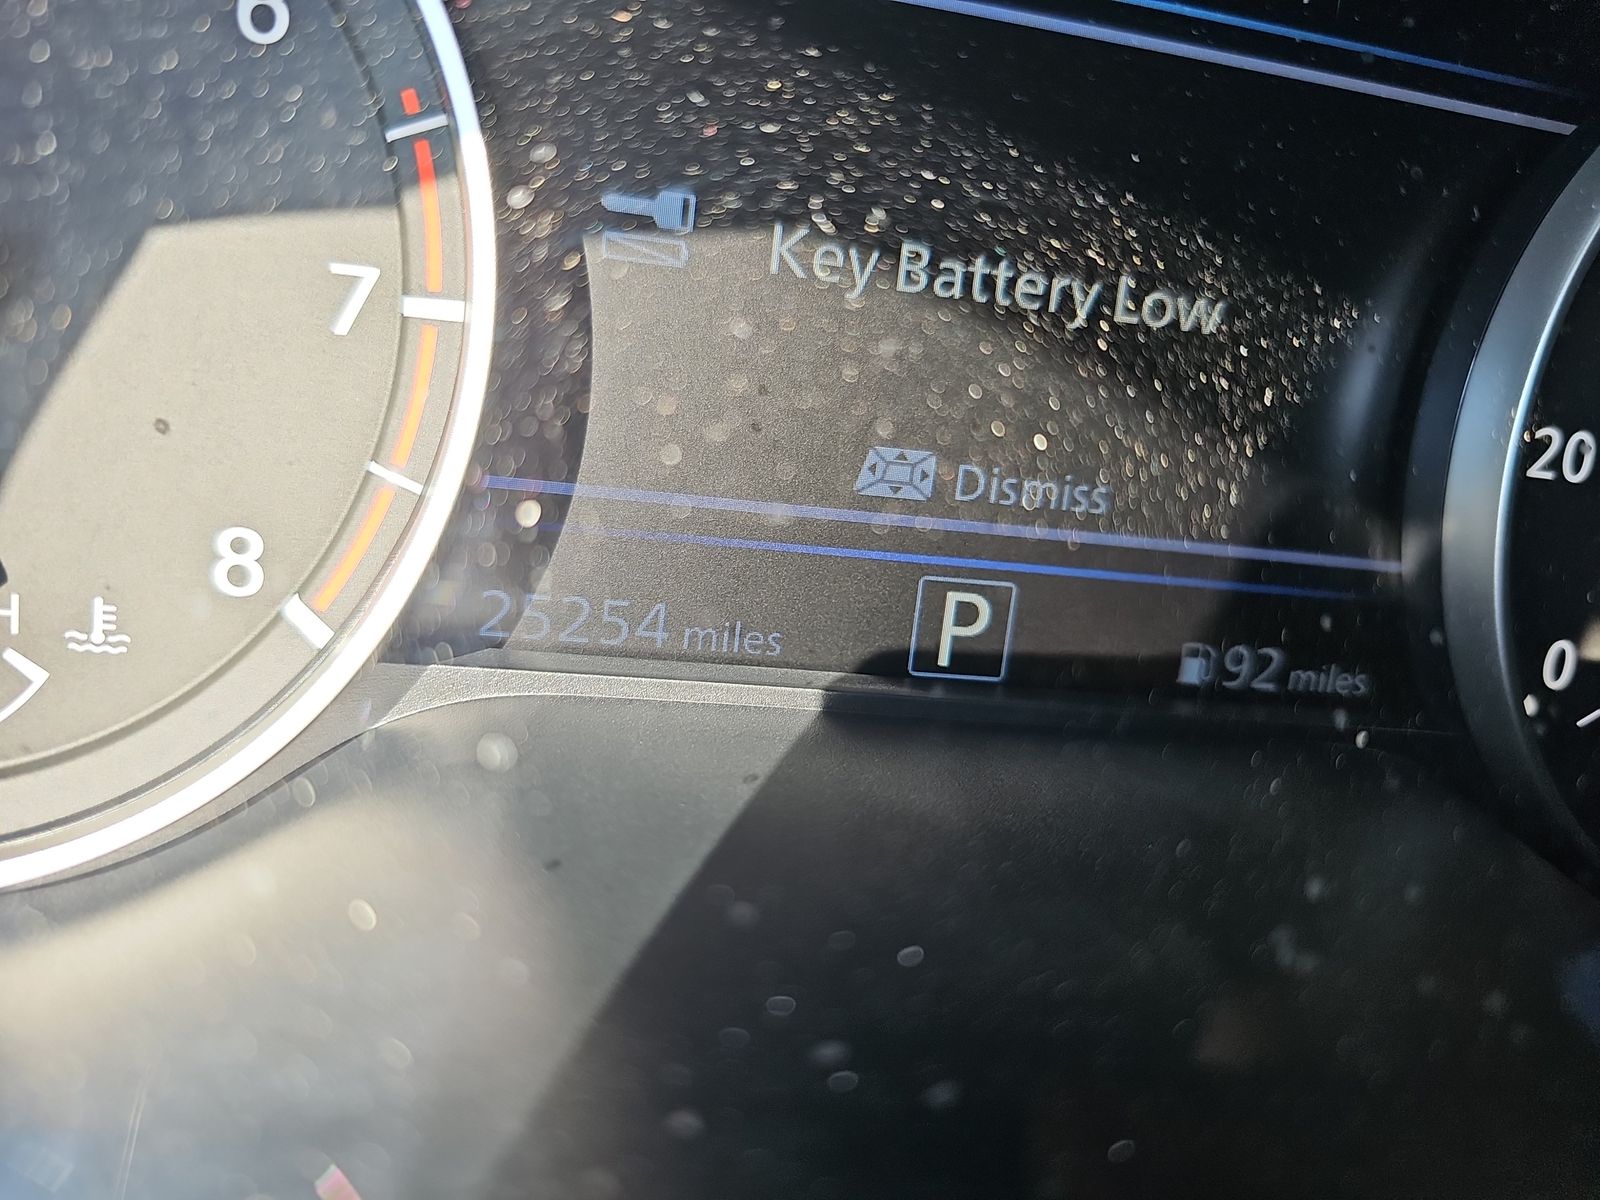 6
7
8
H
Key Battery Low
Dismiss
25254 miles
P
92 miles
20
0